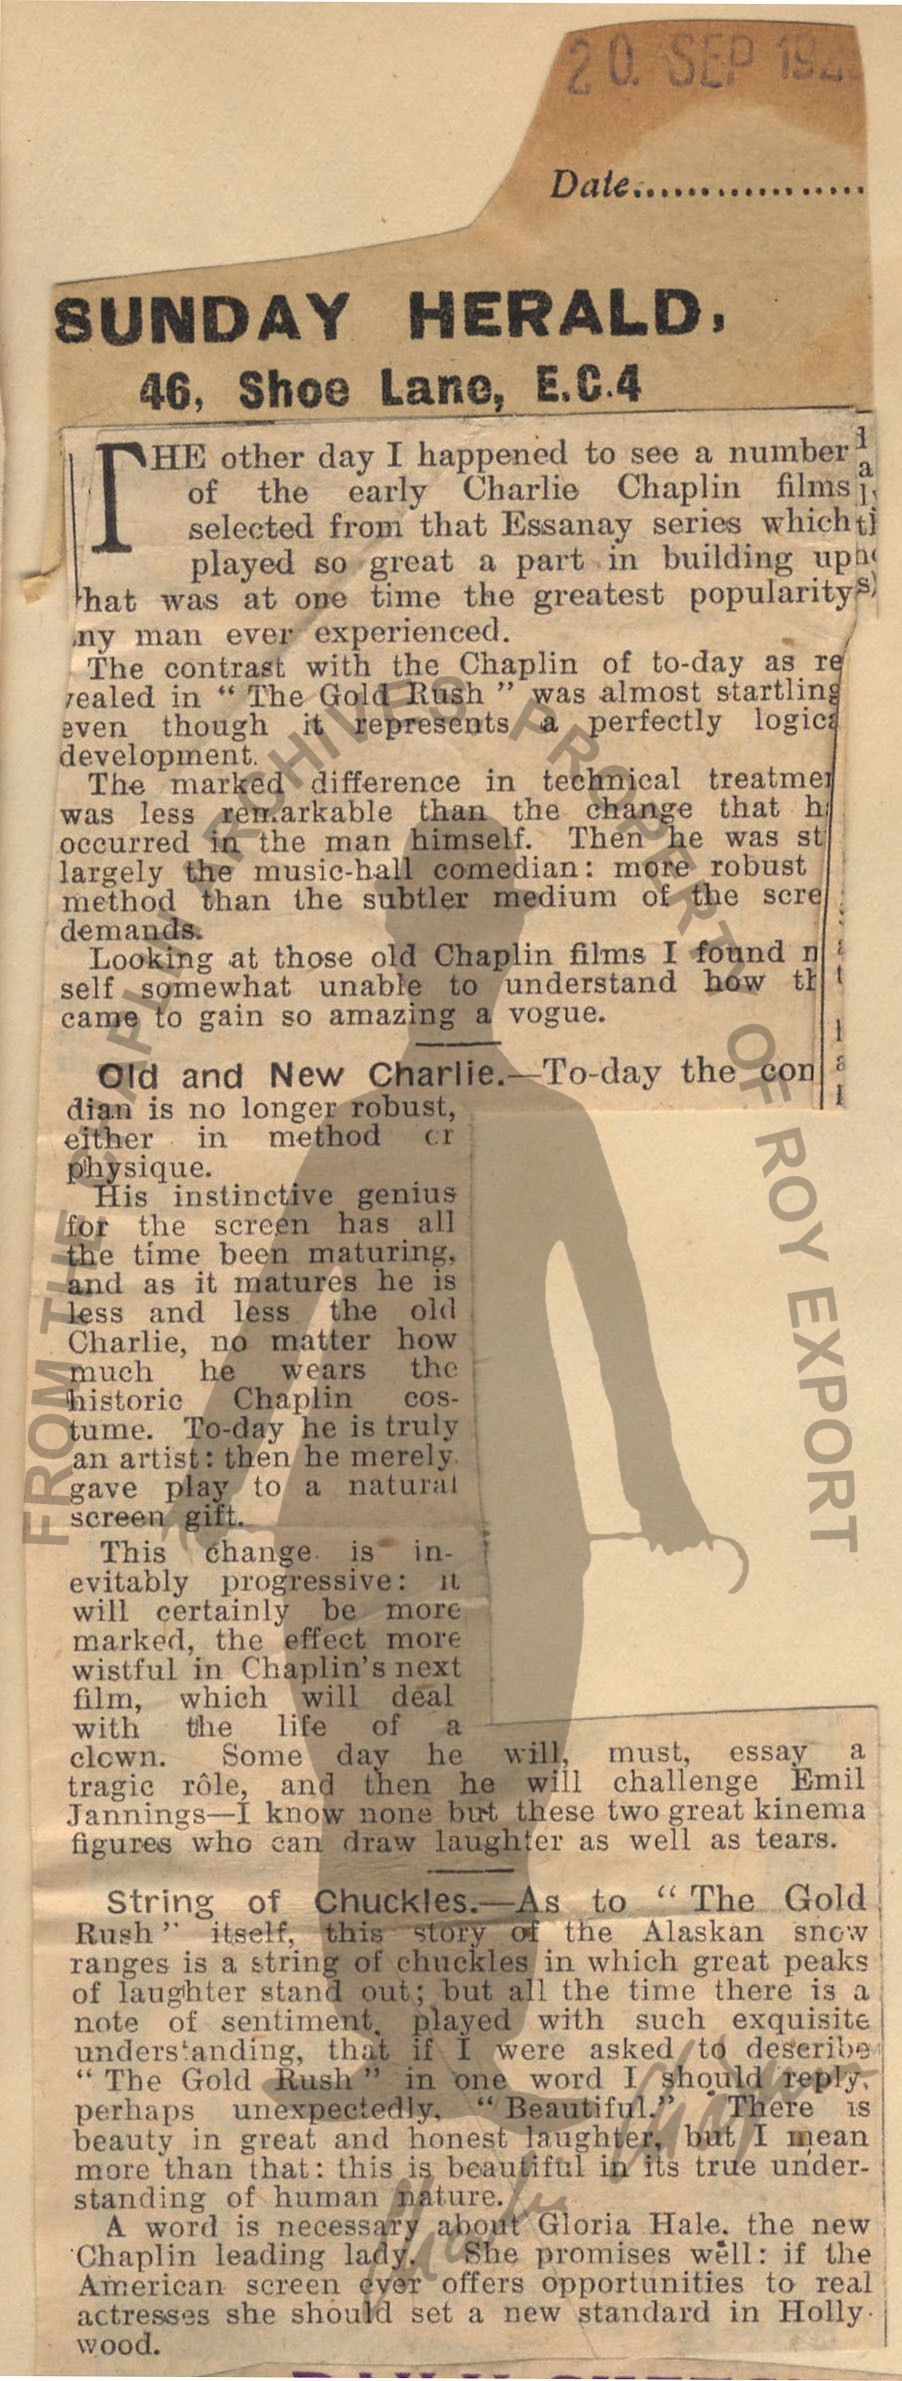 20. SEP 192
Date..................
SUNDAY HERALD,
46, Shoe Lane, E.C.4
THE other day I happened to see a number
of the early Charlie Chaplin films
selected from that Essanay series which
played so great a part in building up
hat was at one time the greatest popularity
ny man ever experienced.
The contrast with the Chaplin of to-day as re
vealed in “ The Gold Rush ” was almost startling
even though it represents a perfectly logica
development.
The marked difference in technical treatmen
was less remarkable than the change that h
occurred in the man himself. Then he was st
largely the music-hall comedian: more robust
method than the subtler medium of the scre
demands.
Looking at those old Chaplin films I found n
self somewhat unable to understand how th
came to gain so amazing a vogue.
Old and New Charlie.—To-day the com
dian is no longer robust,
either in method or
physique.
His instinctive genius
for the screen has all
the time been maturing,
and as it matures he is
less and less the old
Charlie, no matter how
much he wears the
historic Chaplin cos-
tume. To-day he is truly
an artist: then he merely
gave play to a natural
screen gift.
This change is in-
evitably progressive: it
will certainly be more
marked, the effect more
wistful in Chaplin's next
film, which will deal
with the life of a
clown. Some day he will, must, essay a
tragic rôle, and then he will challenge Emil
Jannings—I know none but these two great kinema
figures who can draw laughter as well as tears.
String of Chuckles.—As to “ The Gold
Rush ” itself, this story of the Alaskan snow
ranges is a string of chuckles in which great peaks
of laughter stand out; but all the time there is a
note of sentiment, played with such exquisite
understanding, that if I were asked to describe
“ The Gold Rush ” in one word I should reply,
perhaps unexpectedly, “ Beautiful.” There is
beauty in great and honest laughter, but I mean
more than that: this is beautiful in its true under-
standing of human nature.
A word is necessary about Gloria Hale, the new
Chaplin leading lady. She promises well: if the
American screen ever offers opportunities to real
actresses she should set a new standard in Holly-
wood.
FROM THE CHAPLIN ARCHIVES PROPERTY OF ROY EXPORT
Charlie Chaplin